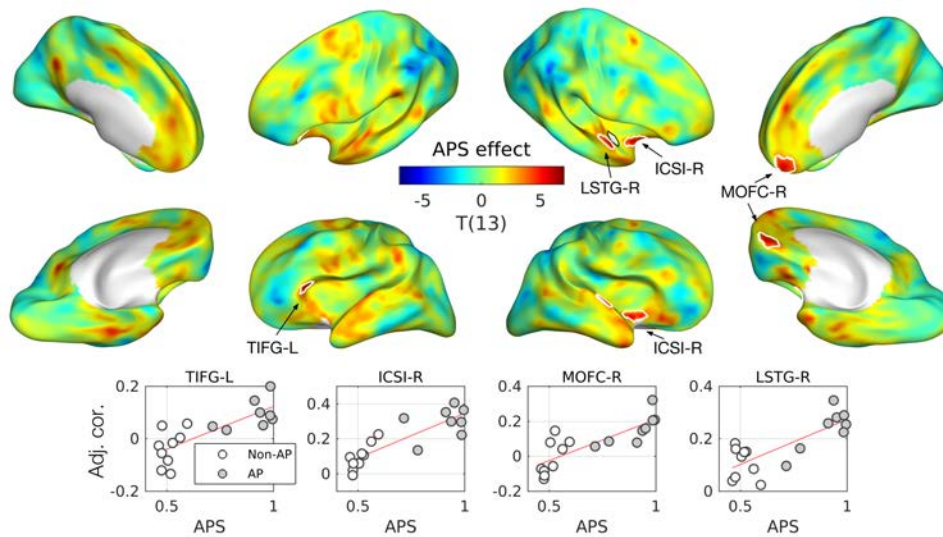 APS effect
-5 0 5
T(13)
LSTG-R
ICSI-R
MOFC-R
TIFG-L
ICSI-R
TIFG-L ICSI-R MOFC-R LSTG-R
Adj. cor.
0.2
0
-0.2
0.4
0.2
0
0.4
0.2
0
-0.2
0.4
0.2
0
Non-AP
AP
0.5 1 0.5 1 0.5 1 0.5 1
APS APS APS APS